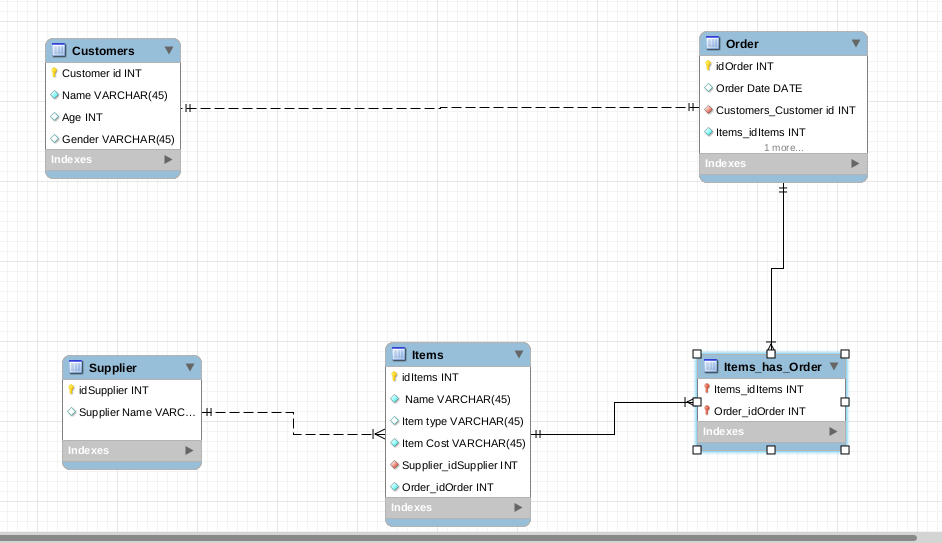 Customers
Customer id INT
Name VARCHAR(45)
Age INT
Gender VARCHAR(45)
Indexes
Order
idOrder INT
Order Date DATE
Customers_Customer id INT
Items_idItems INT
1 more...
Indexes
Supplier
idSupplier INT
Supplier Name VARC...
Indexes
Items
idItems INT
Name VARCHAR(45)
Item type VARCHAR(45)
Item Cost VARCHAR(45)
Supplier_idSupplier INT
Order_idOrder INT
Indexes
Items_has_Order
Items_idItems INT
Order_idOrder INT
Indexes